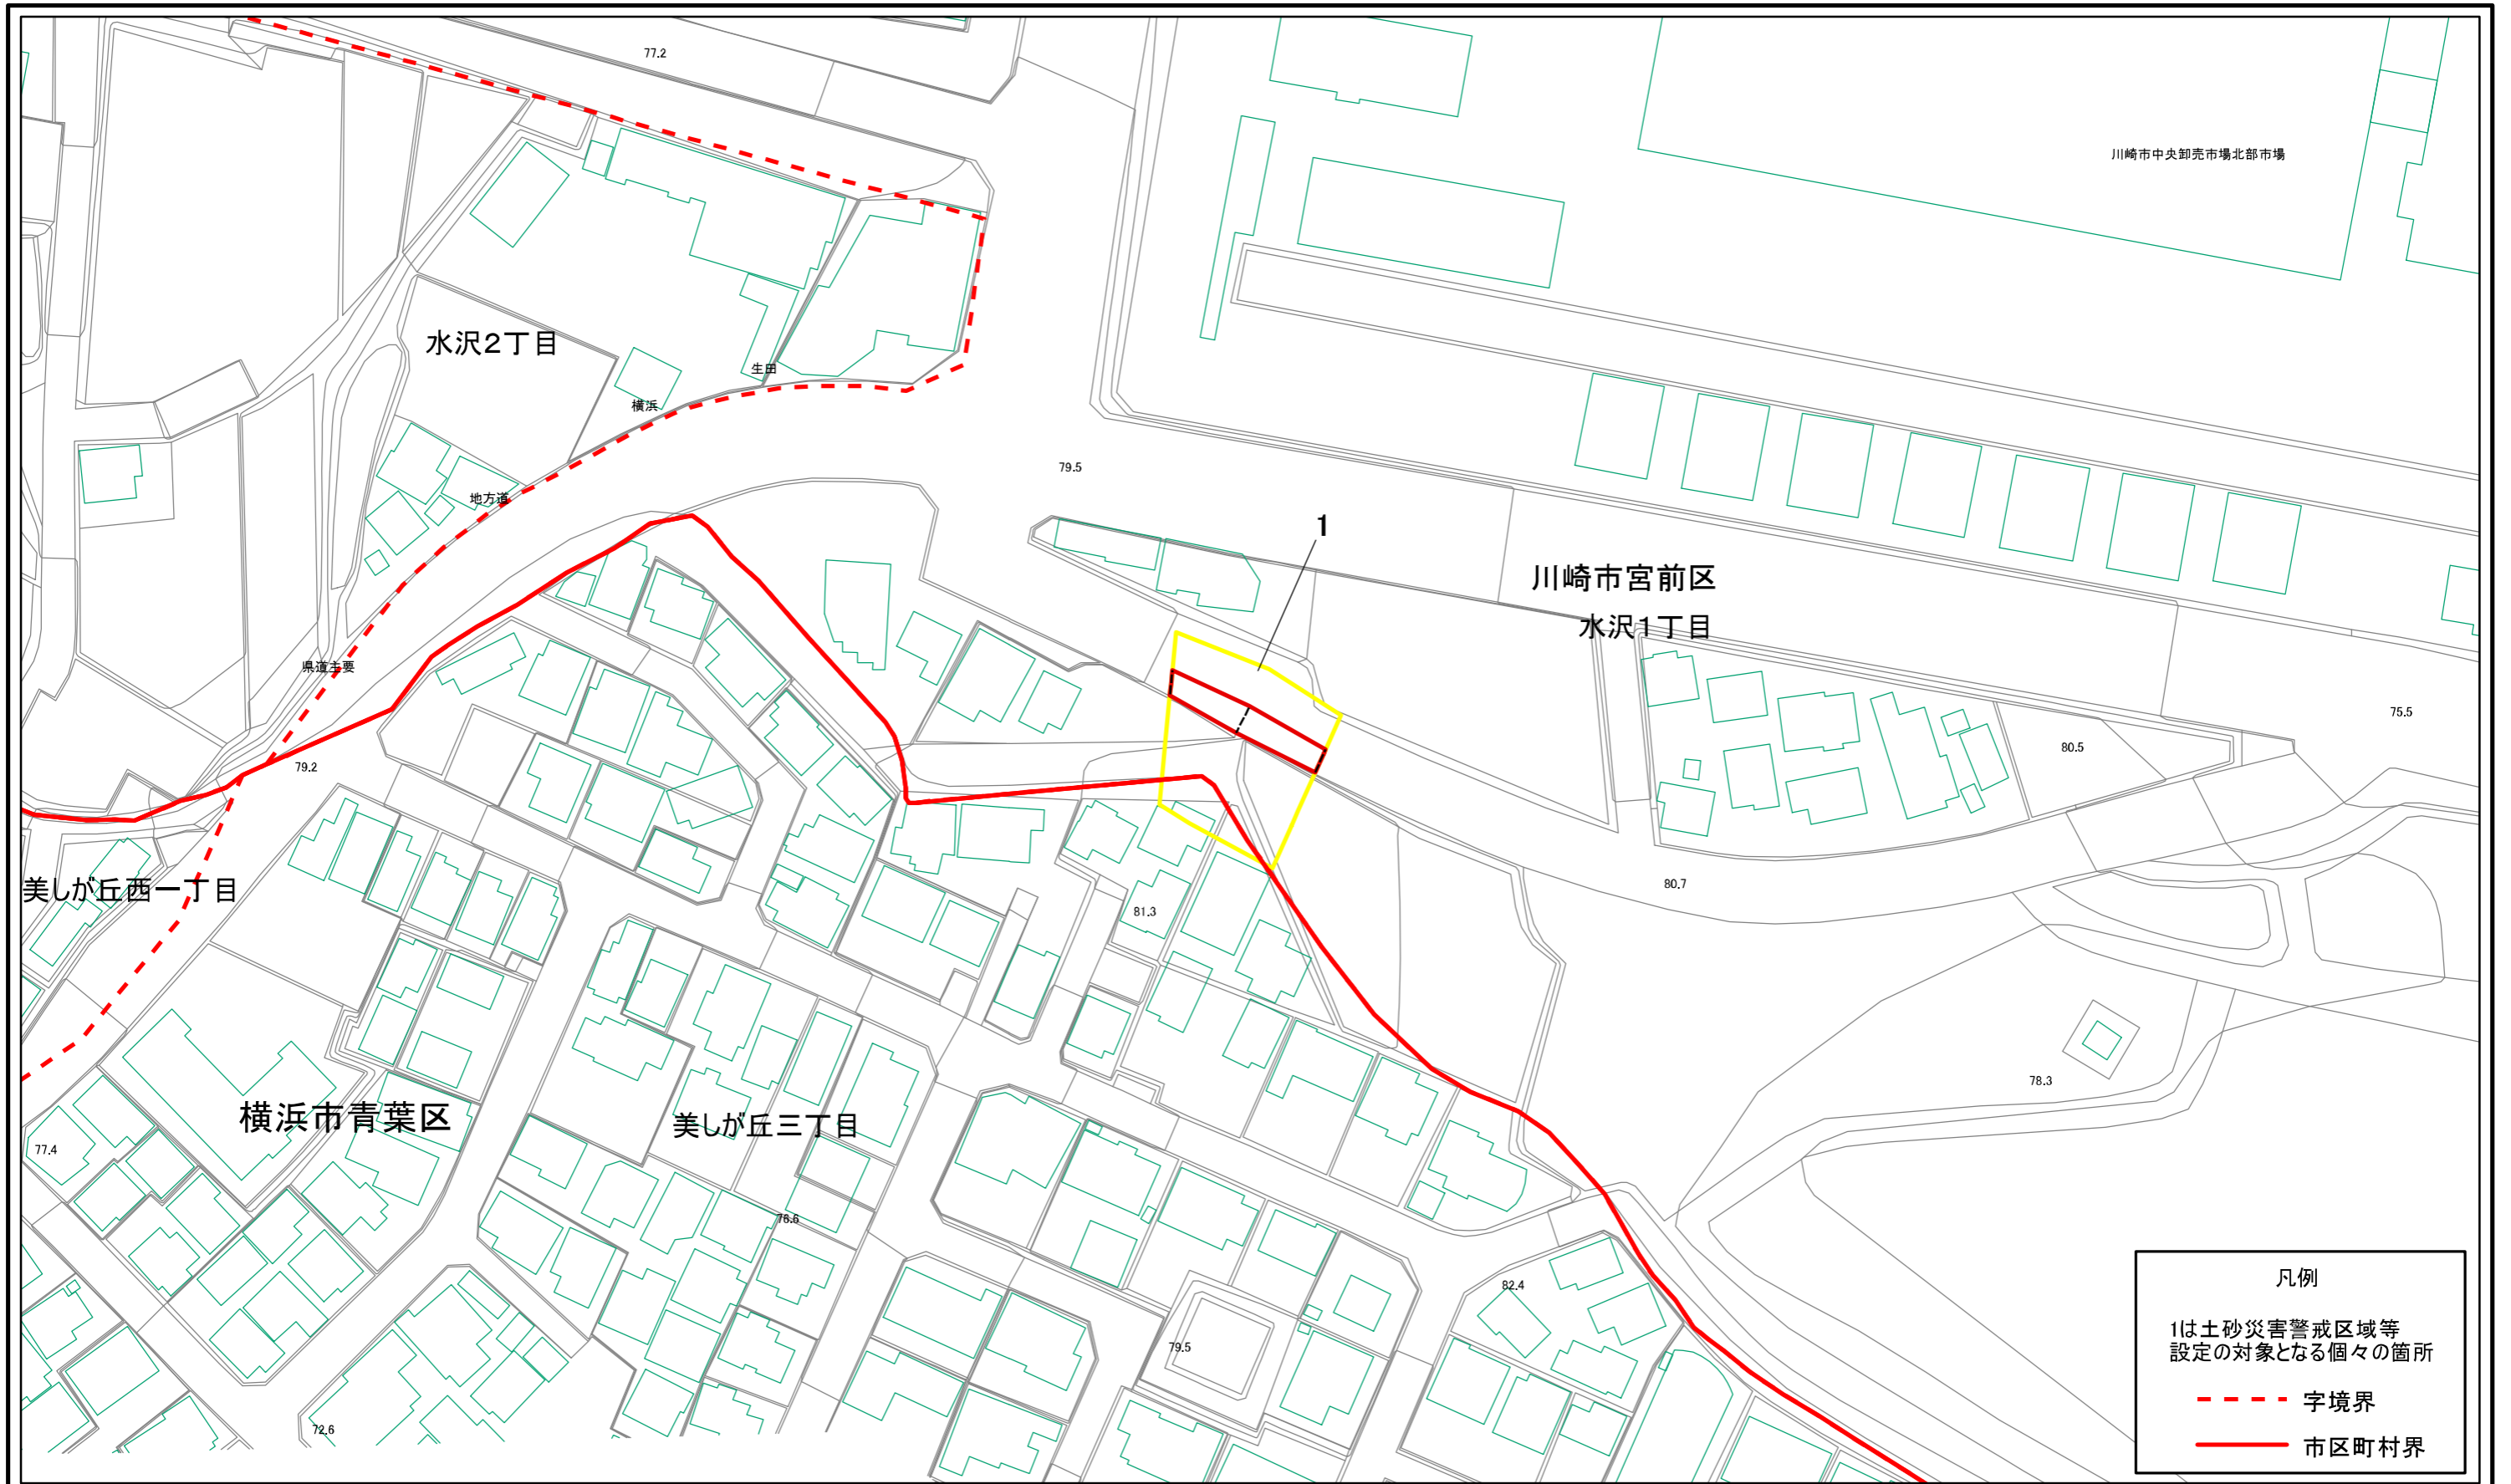 77.2
川崎市中央卸売市場北部市場
水沢2丁目
生田
横浜
79.5
地方道
1
川崎市宮前区
水沢1丁目
県道主要
75.5
80.5
79.2
美しが丘西一丁目
80.7
81.3
78.3
横浜市青葉区
美しが丘三丁目
77.4
78.6
82.4
79.5
72.6
凡例
1は土砂災害警戒区域等
設定の対象となる個々の箇所
字境界
市区町村界